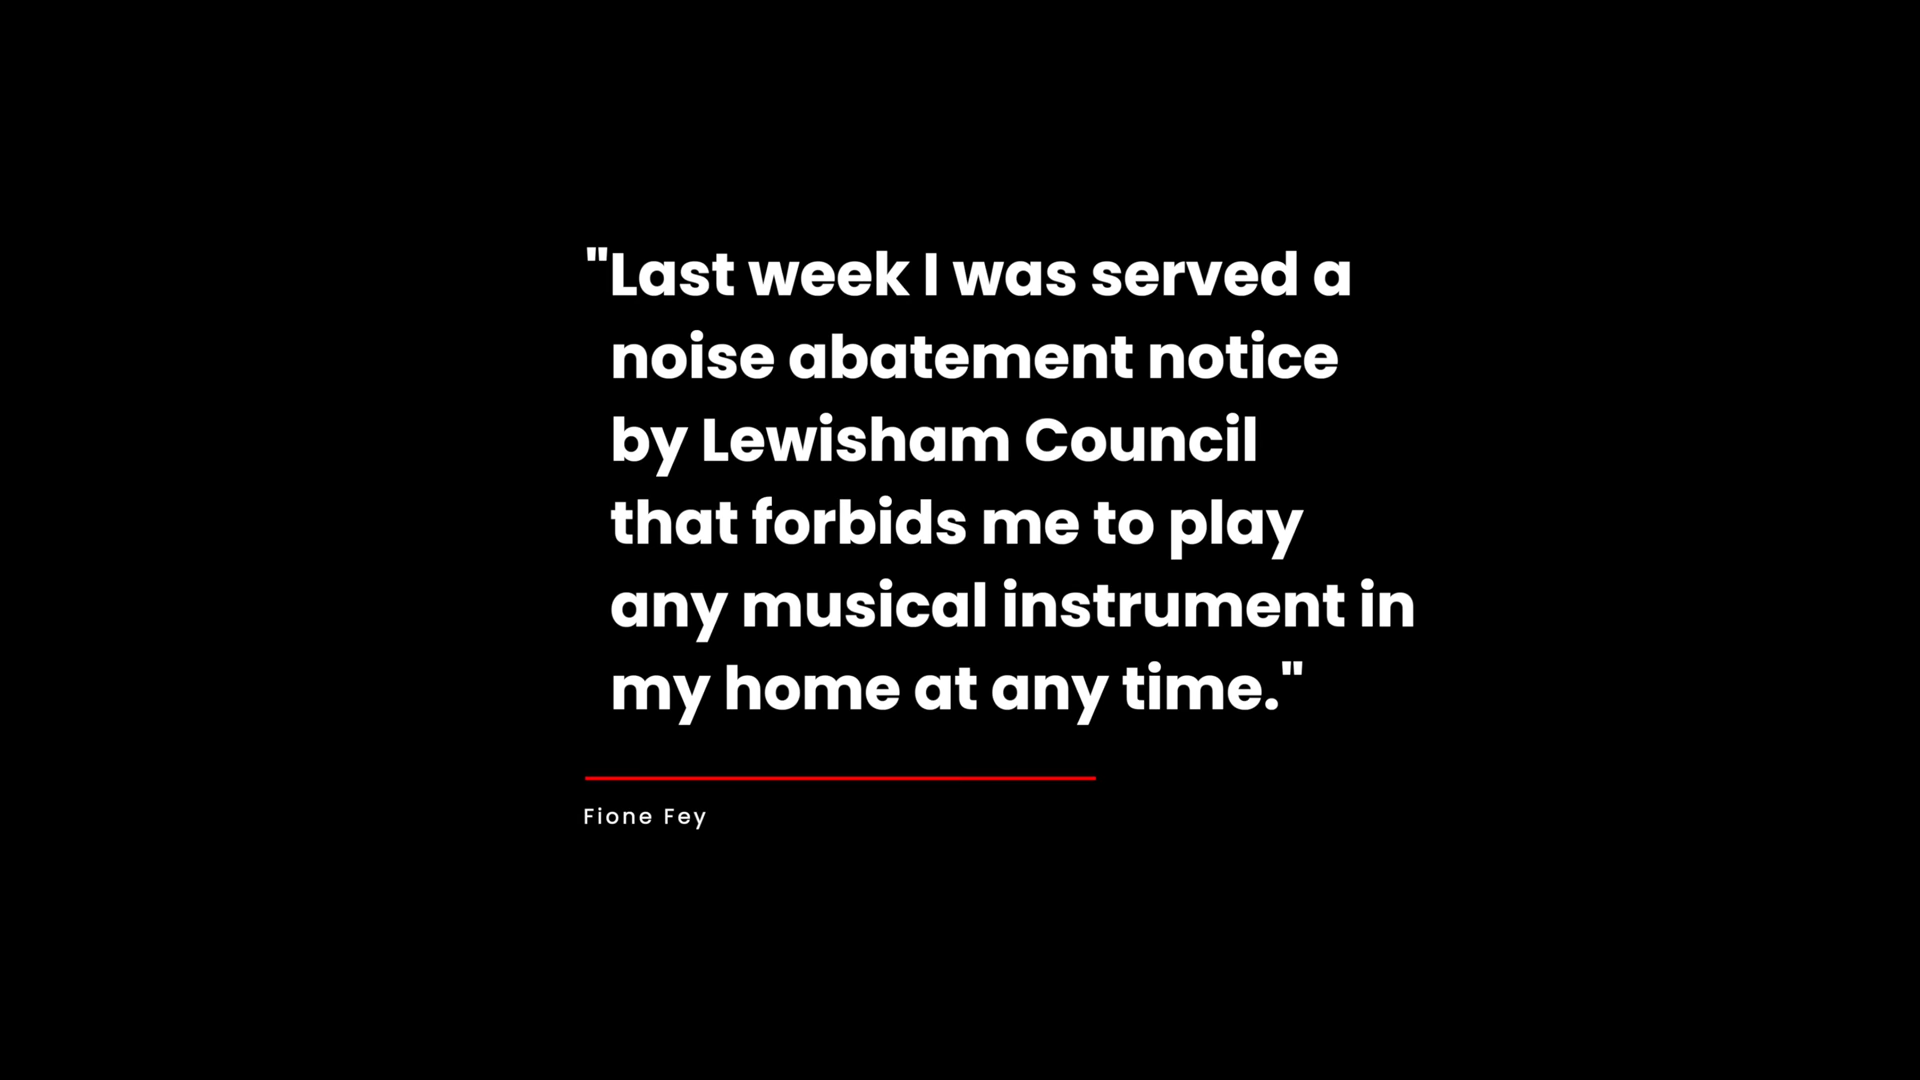 "Last week I was served a
noise abatement notice
by Lewisham Council
that forbids me to play
any musical instrument in
my home at any time."
Fione Fey